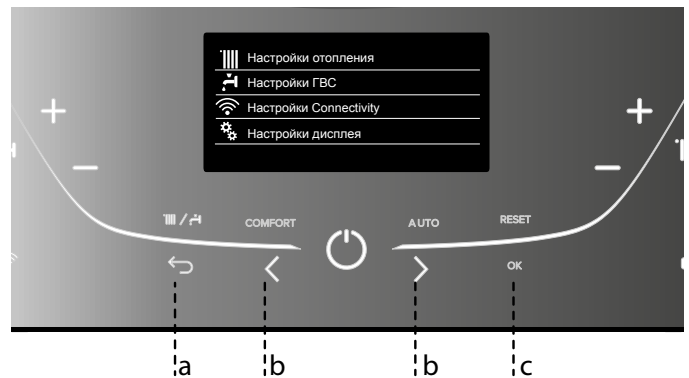 Настройки отопления
Настройки ГВС
Настройки Connectivity
Настройки дисплея
COMFORT
AUTO
RESET
OK
a
b
b
c